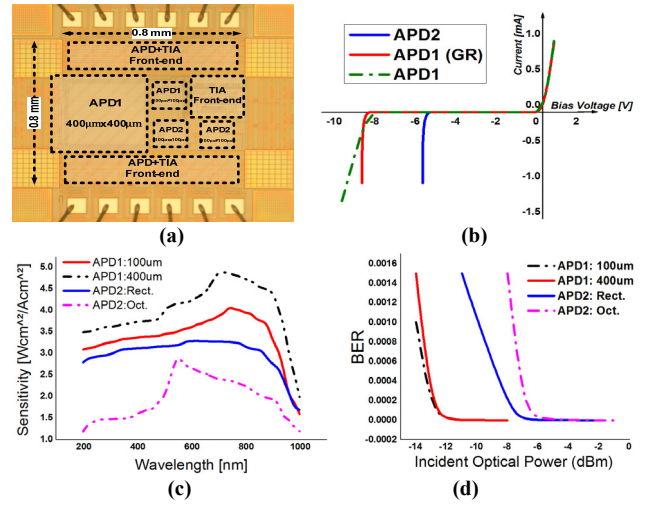 0.8 mm
APD+TIA
Front-end
0.8 mm
APD1
400μmx400μm
APD1
TIA
Front-end
APD2
APD2
APD+TIA
Front-end
(a)
APD2
APD1 (GR)
APD1
Current [mA]
1.0
0.5
0.0
Bias Voltage [V]
-10 -8 -6 -4 -2 0 2
-0.5
-1.0
-1.5
(b)
APD1:100um
APD1:400um
APD2:Rect.
APD2:Oct.
Sensitivity [Wcm^2/Acm^2]
5.0
4.5
4.0
3.5
3.0
2.5
2.0
1.5
1.0
200 400 600 800 1000
Wavelength [nm]
(c)
APD1: 100um
APD1: 400um
APD2: Rect.
APD2: Oct.
BER
0.0016
0.0014
0.0012
0.0010
0.0008
0.0006
0.0004
0.0002
0.0000
-0.0002
-14 -12 -10 -8 -6 -4 -2 0
Incident Optical Power (dBm)
(d)